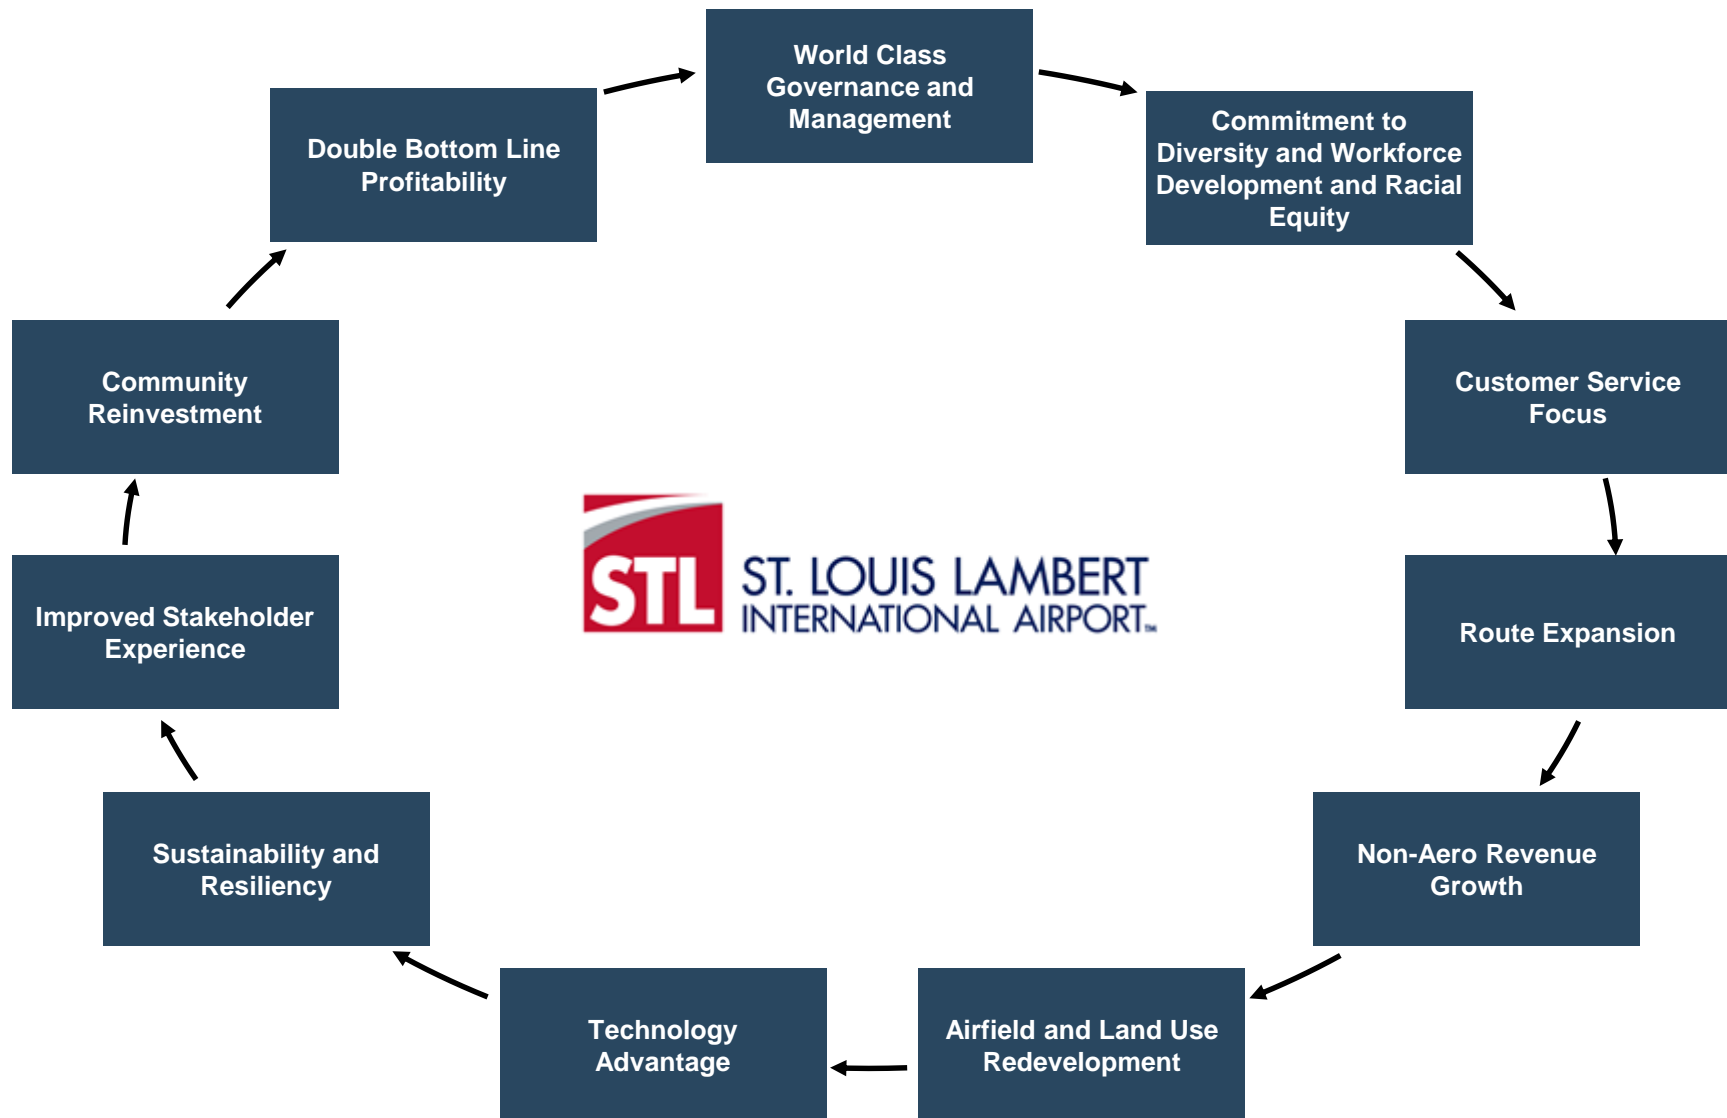 World Class
Governance and
Management
Commitment to
Diversity and Workforce
Development and Racial
Equity
Customer Service
Focus
Route Expansion
Non-Aero Revenue
Growth
Airfield and Land Use
Redevelopment
Technology
Advantage
Sustainability and
Resiliency
Improved Stakeholder
Experience
Community
Reinvestment
Double Bottom Line
Profitability
STL
ST. LOUIS LAMBERT
INTERNATIONAL AIRPORT™